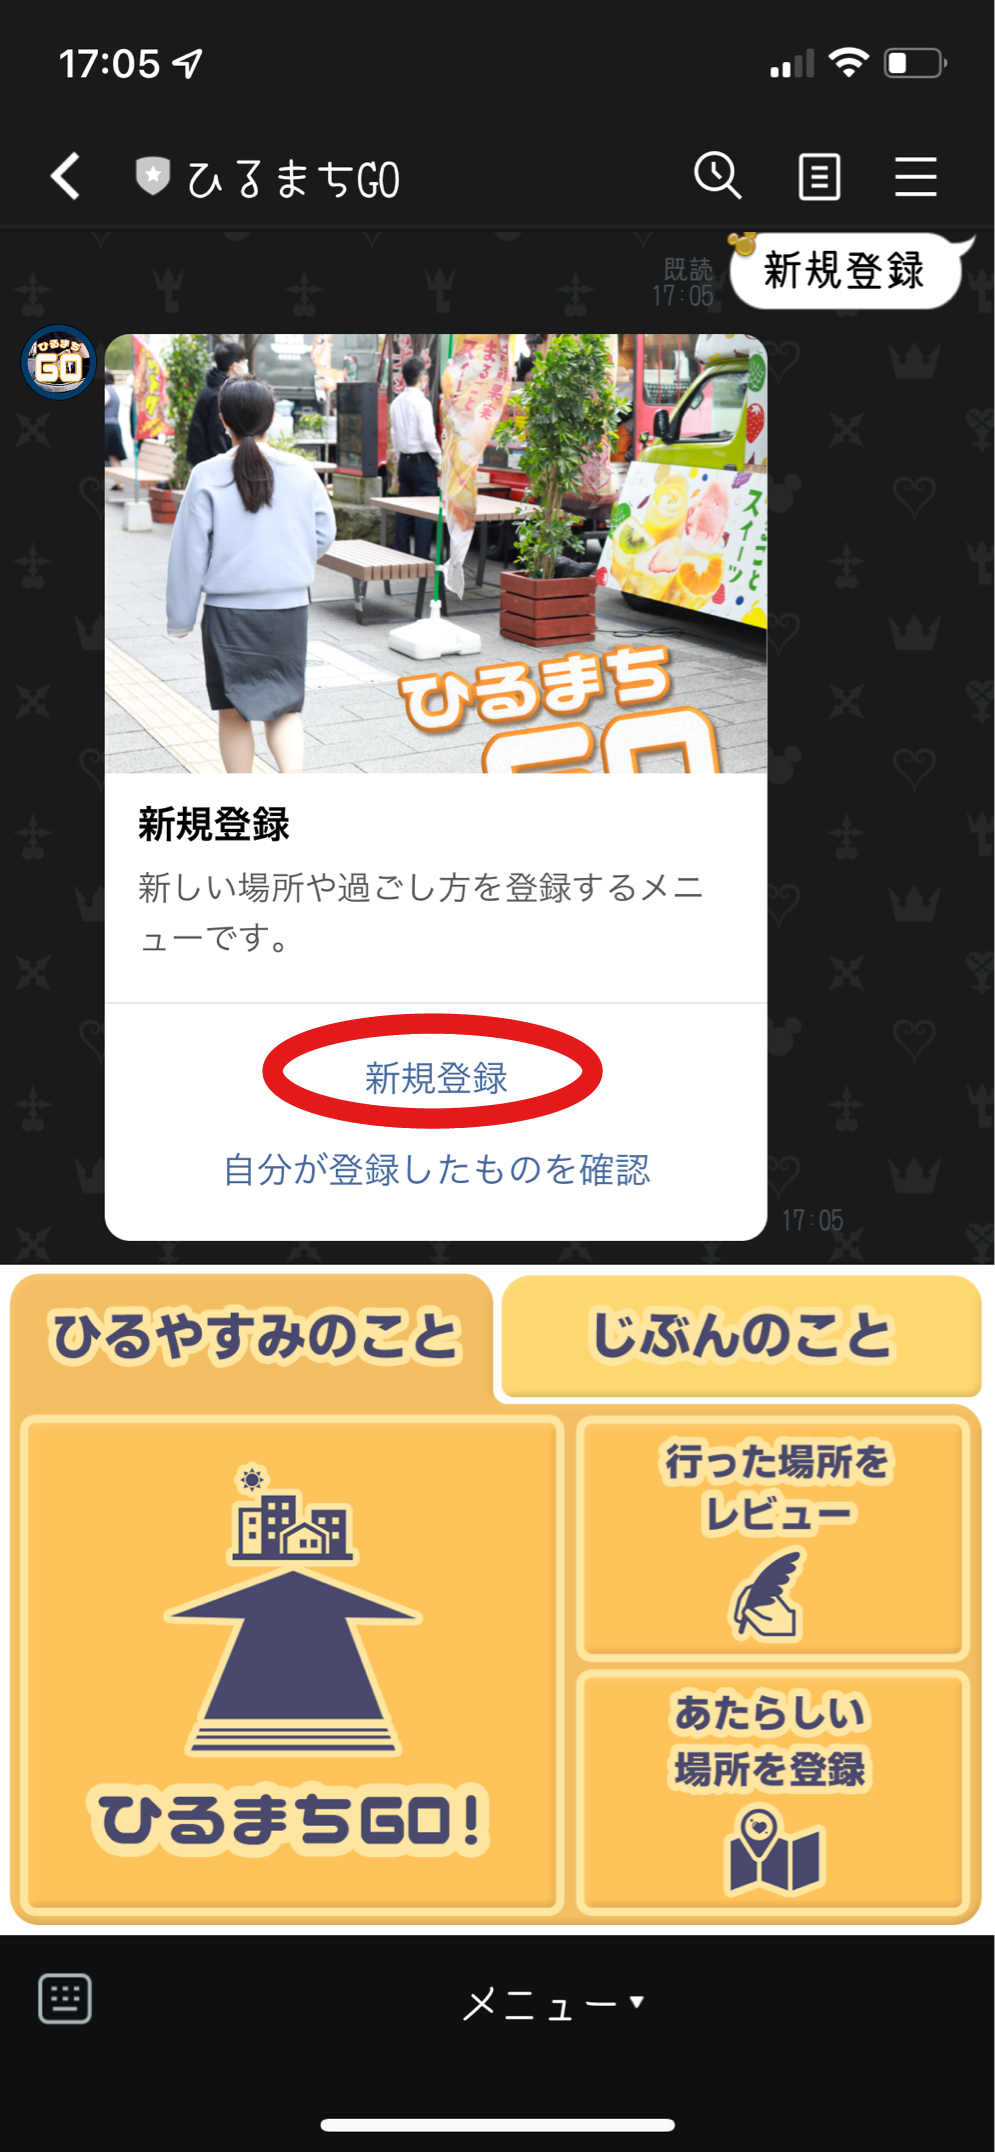 17:05
ひるまちGO
新規登録
既読
17:05
ひるまち
GO
まるごと果実
スイーツ
ひるまち
GO
新規登録
新しい場所や過ごし方を登録するメニ
ューです。
新規登録
自分が登録したものを確認
17:05
ひるやすみのこと
じぶんのこと
行った場所を
レビュー
ひるまちGO!
あたらしい
場所を登録
メニュー▼